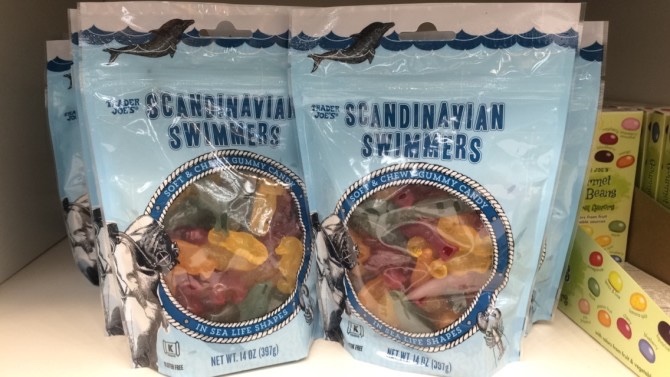 TRADER
JOE'S
SCANDINAVIAN
SWIMMERS
SOFT & CHEWY GUMMY CANDY
IN SEA LIFE SHAPES
NET WT. 14 OZ (397g)
TRADER
JOE'S
SCANDINAVIAN
SWIMMERS
SOFT & CHEWY GUMMY CANDY
IN SEA LIFE SHAPES
NET WT. 14 OZ (397g)
Beans